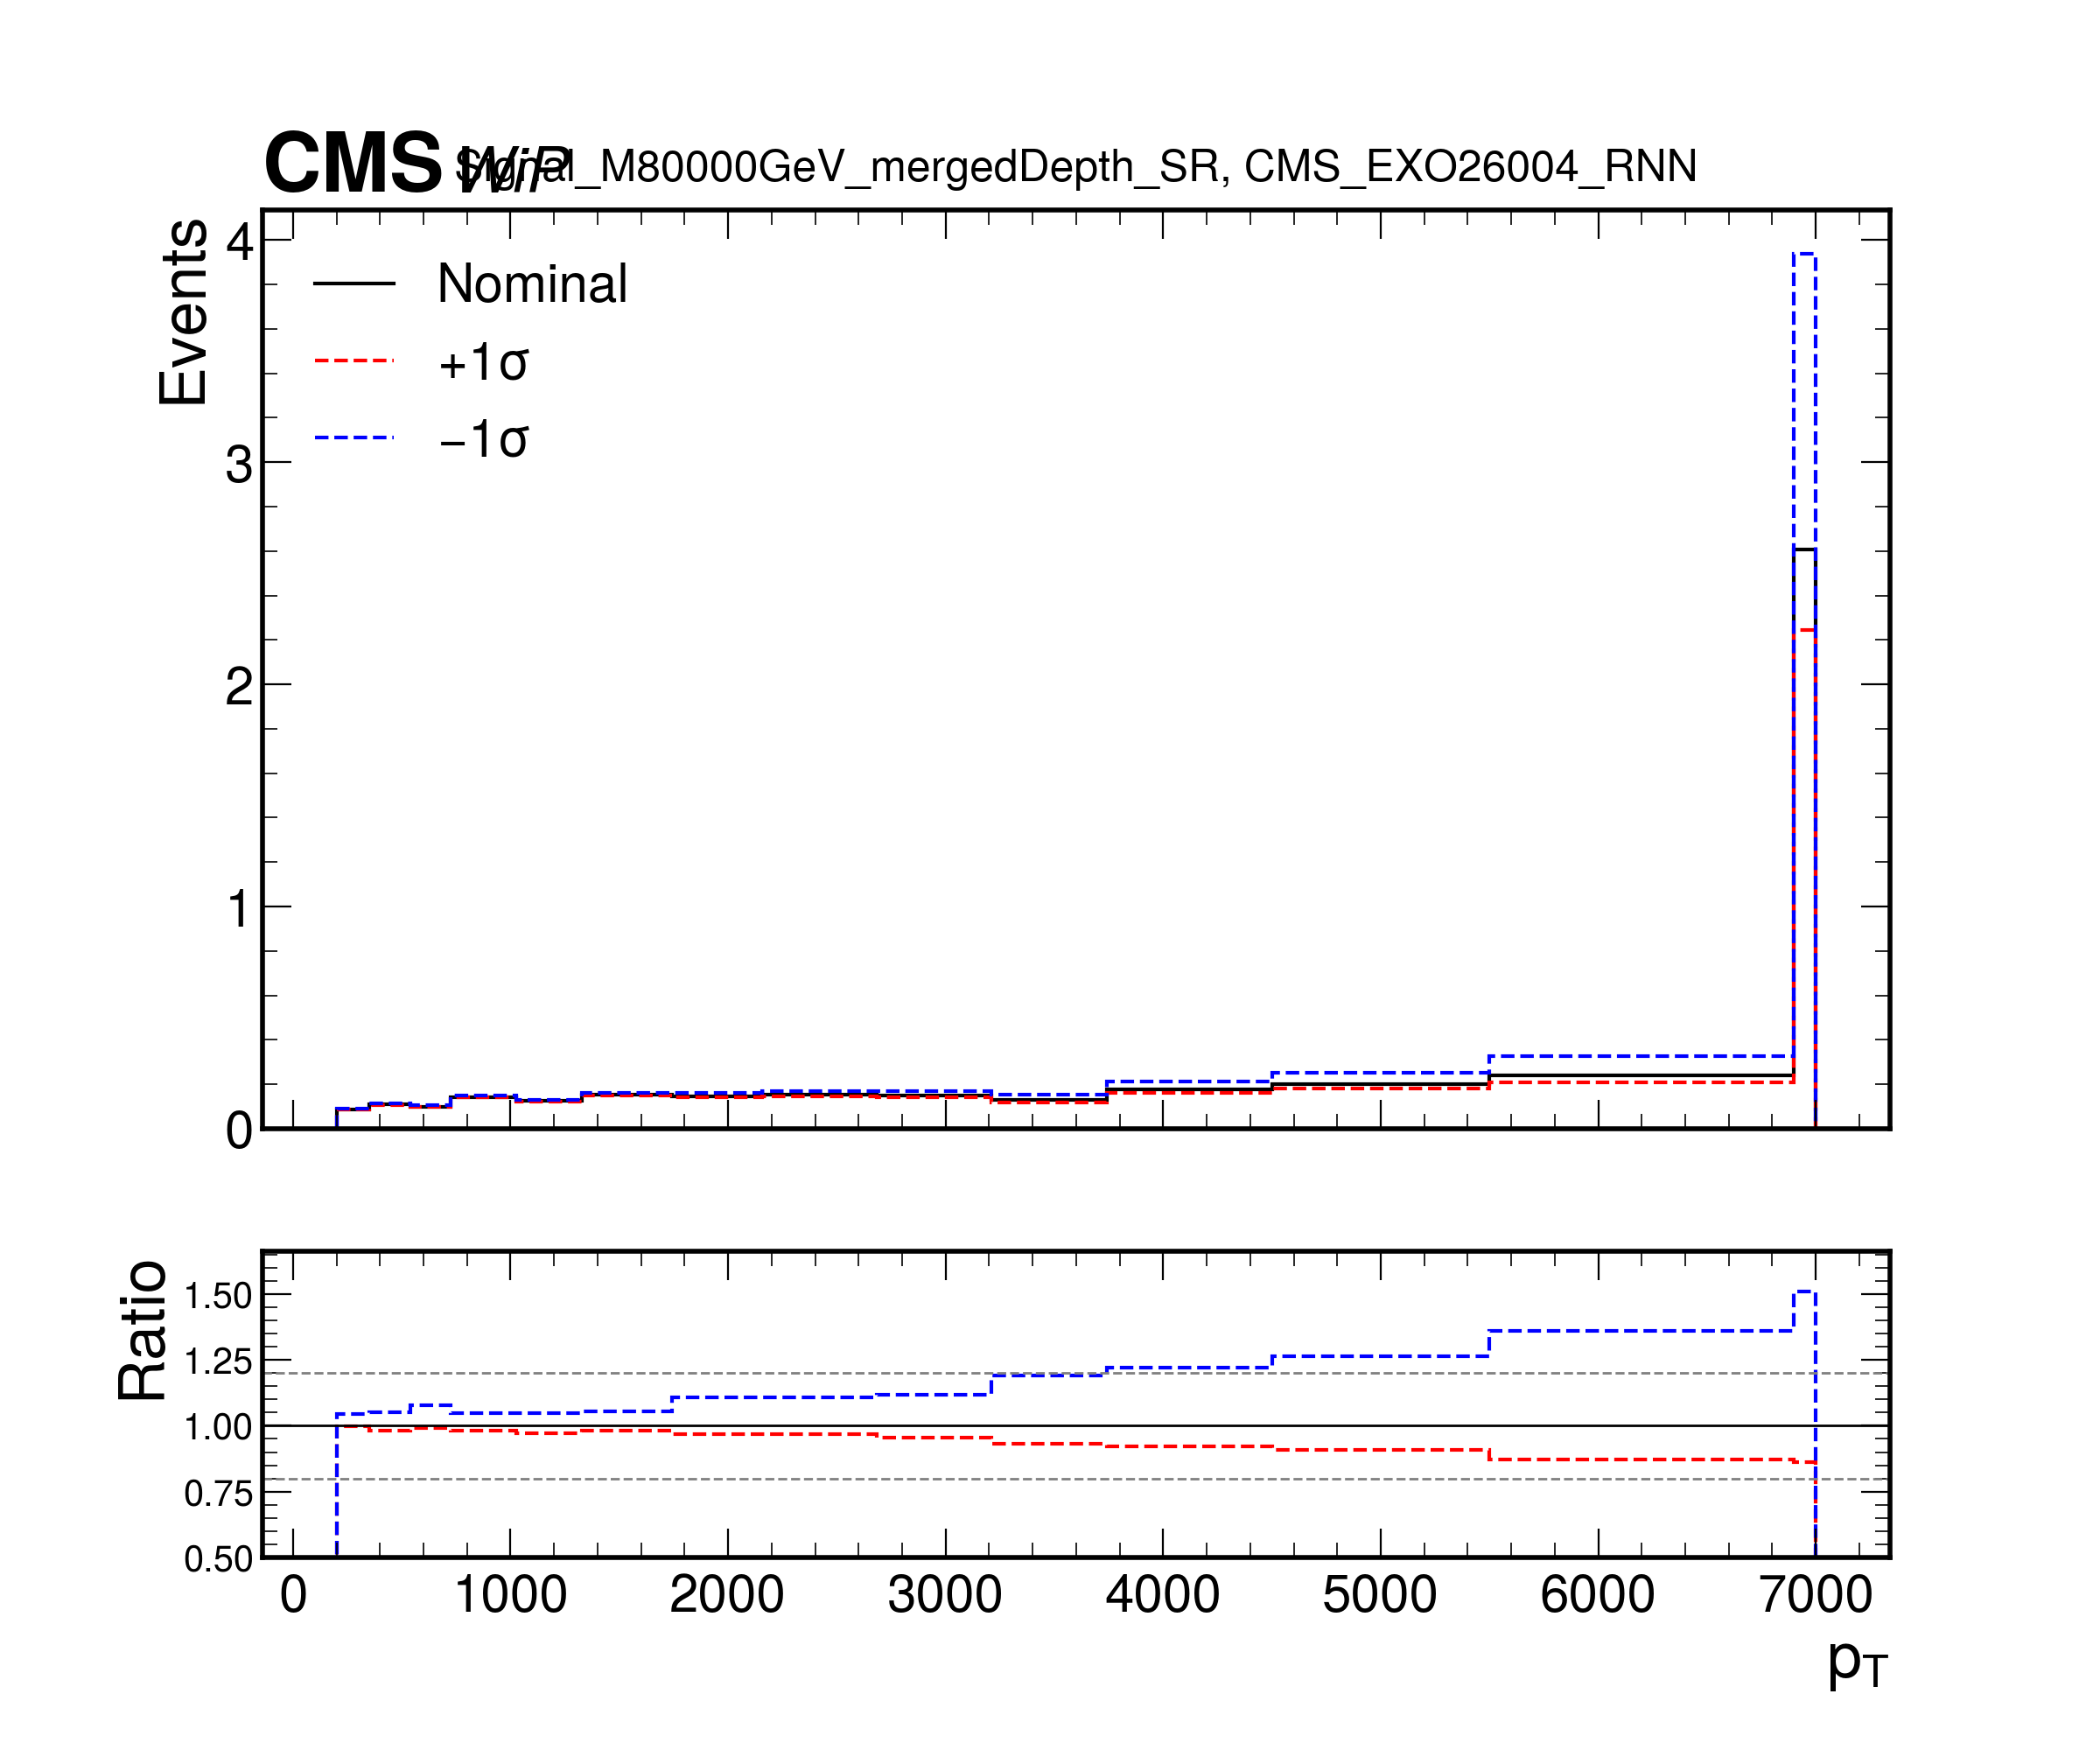 CMS WiP Signal_M80000GeV_mergedDepth_SR, CMS_EXO26004_RNN
Events
4
3
2
1
0
Nominal
+1σ
−1σ
Ratio
1.50
1.25
1.00
0.75
0.50
0 1000 2000 3000 4000 5000 6000 7000
pT